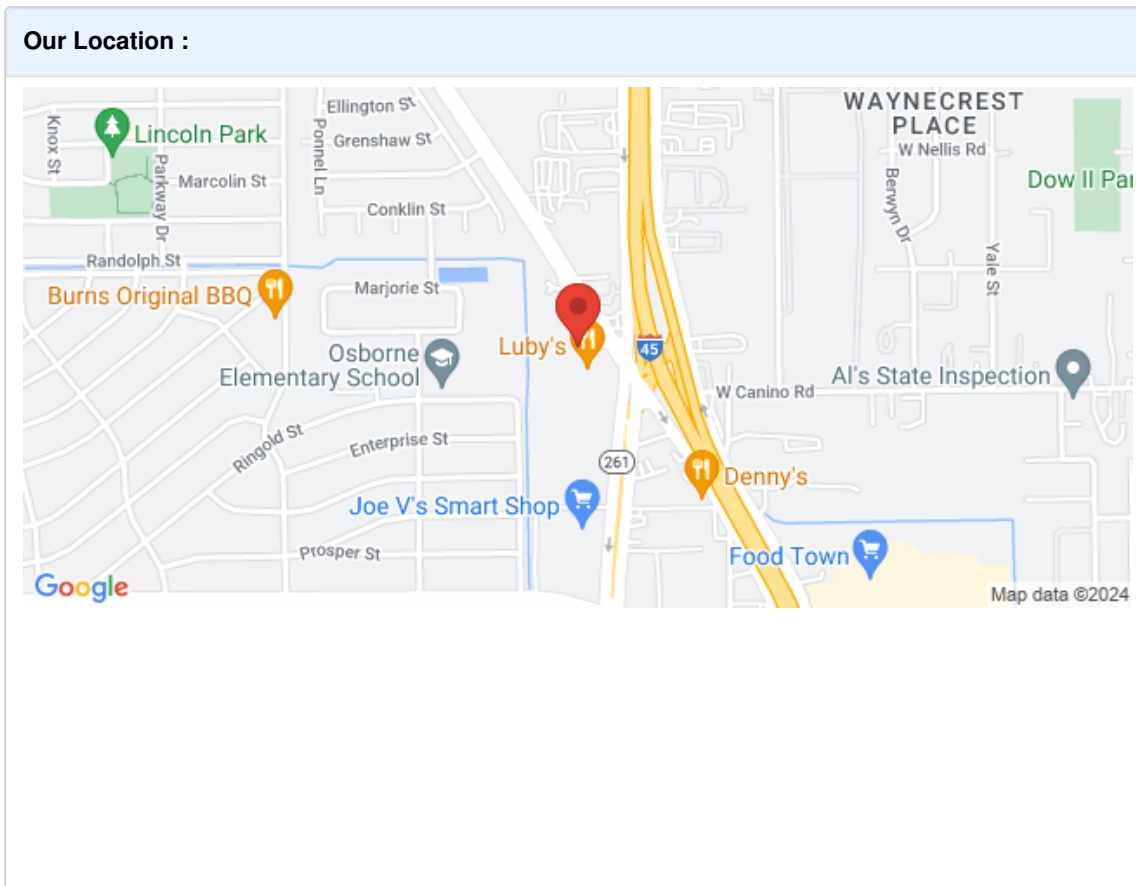 Our Location :
Ellington St
WAYNECREST
PLACE
Knox St
Lincoln Park
Ponnel Ln
Grenshaw St
W Nellis Rd
Parkway Dr
Marcolin St
Berwyn Dr
Dow II Par
Conklin St
Yale St
Randolph St
Burns Original BBQ
Marjorie St
Luby's
45
Osborne
Elementary School
Al's State Inspection
W Canino Rd
Ringold St
Enterprise St
261
Denny's
Joe V's Smart Shop
Prosper St
Food Town
Google
Map data ©2024